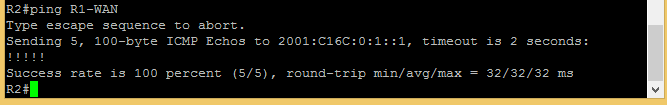 R2#ping R1-WAN
Type escape sequence to abort.
Sending 5, 100-byte ICMP Echos to 2001:C16C:0:1::1, timeout is 2 seconds:
!!!!!
Success rate is 100 percent (5/5), round-trip min/avg/max = 32/32/32 ms
R2#